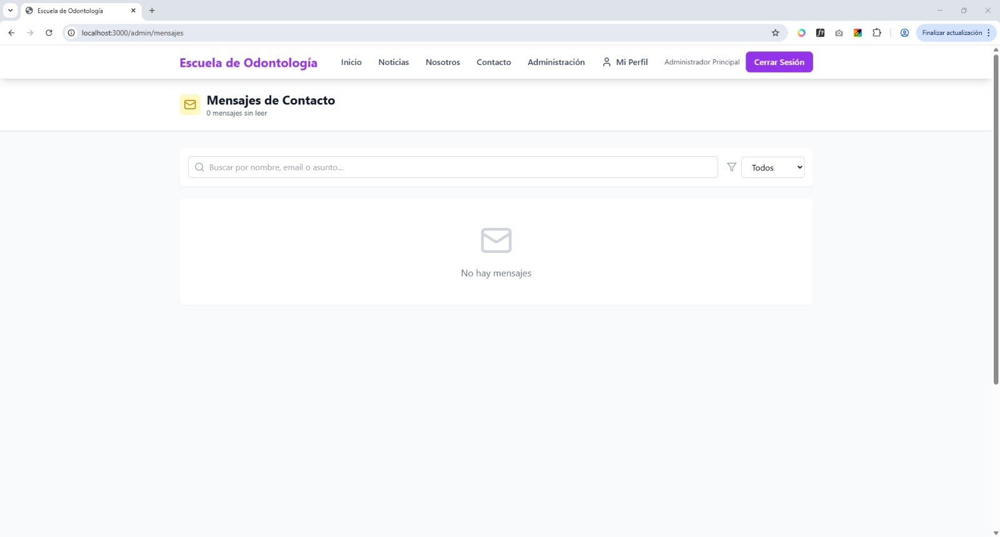 Escuela de Odontología
localhost:3000/admin/mensajes
Finalizar actualización
Escuela de Odontología
Inicio
Noticias
Nosotros
Contacto
Administración
Mi Perfil
Administrador Principal
Cerrar Sesión
Mensajes de Contacto
0 mensajes sin leer
Buscar por nombre, email o asunto...
Todos
No hay mensajes